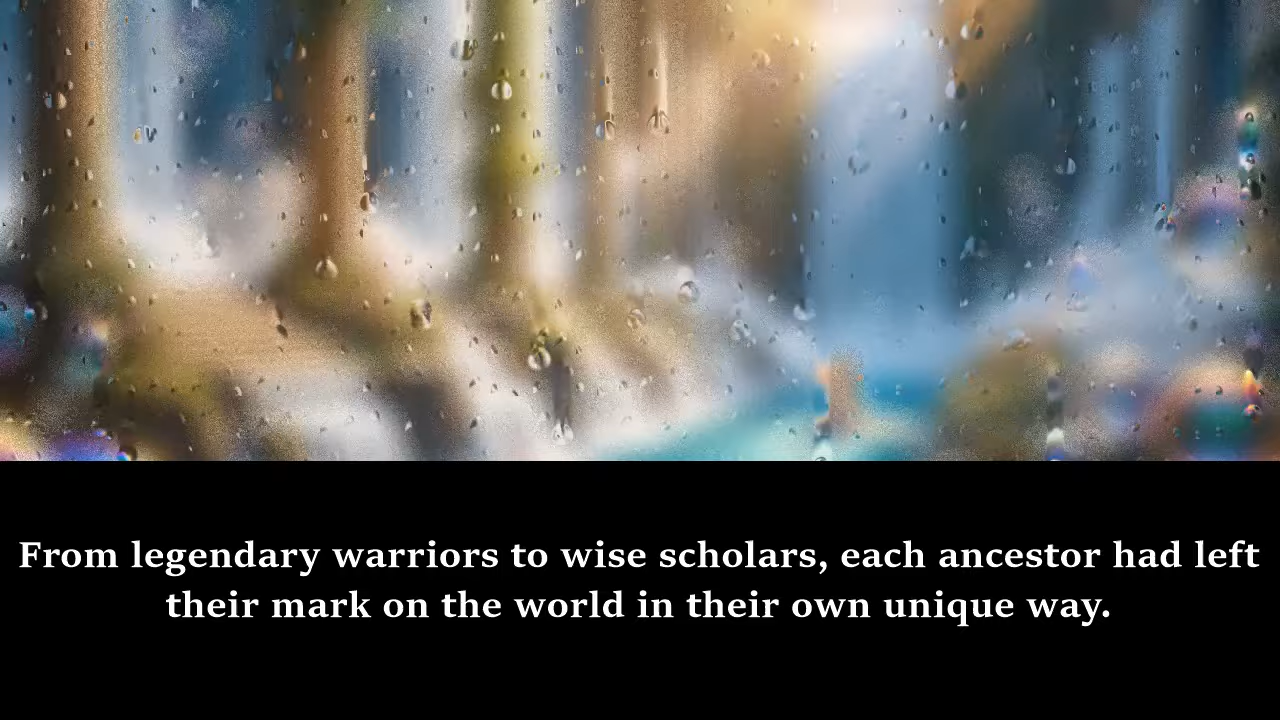 From legendary warriors to wise scholars, each ancestor had left
their mark on the world in their own unique way.